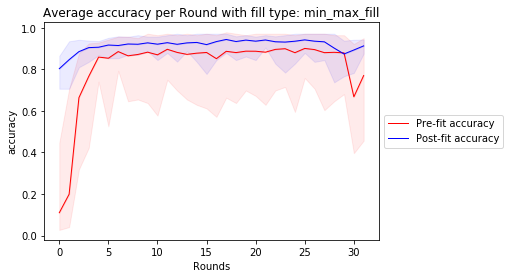 Average accuracy per Round with fill type: min_max_fill
1.0
0.8
0.6
0.4
0.2
0.0
accuracy
0
5
10
15
20
25
30
Rounds
Pre-fit accuracy
Post-fit accuracy